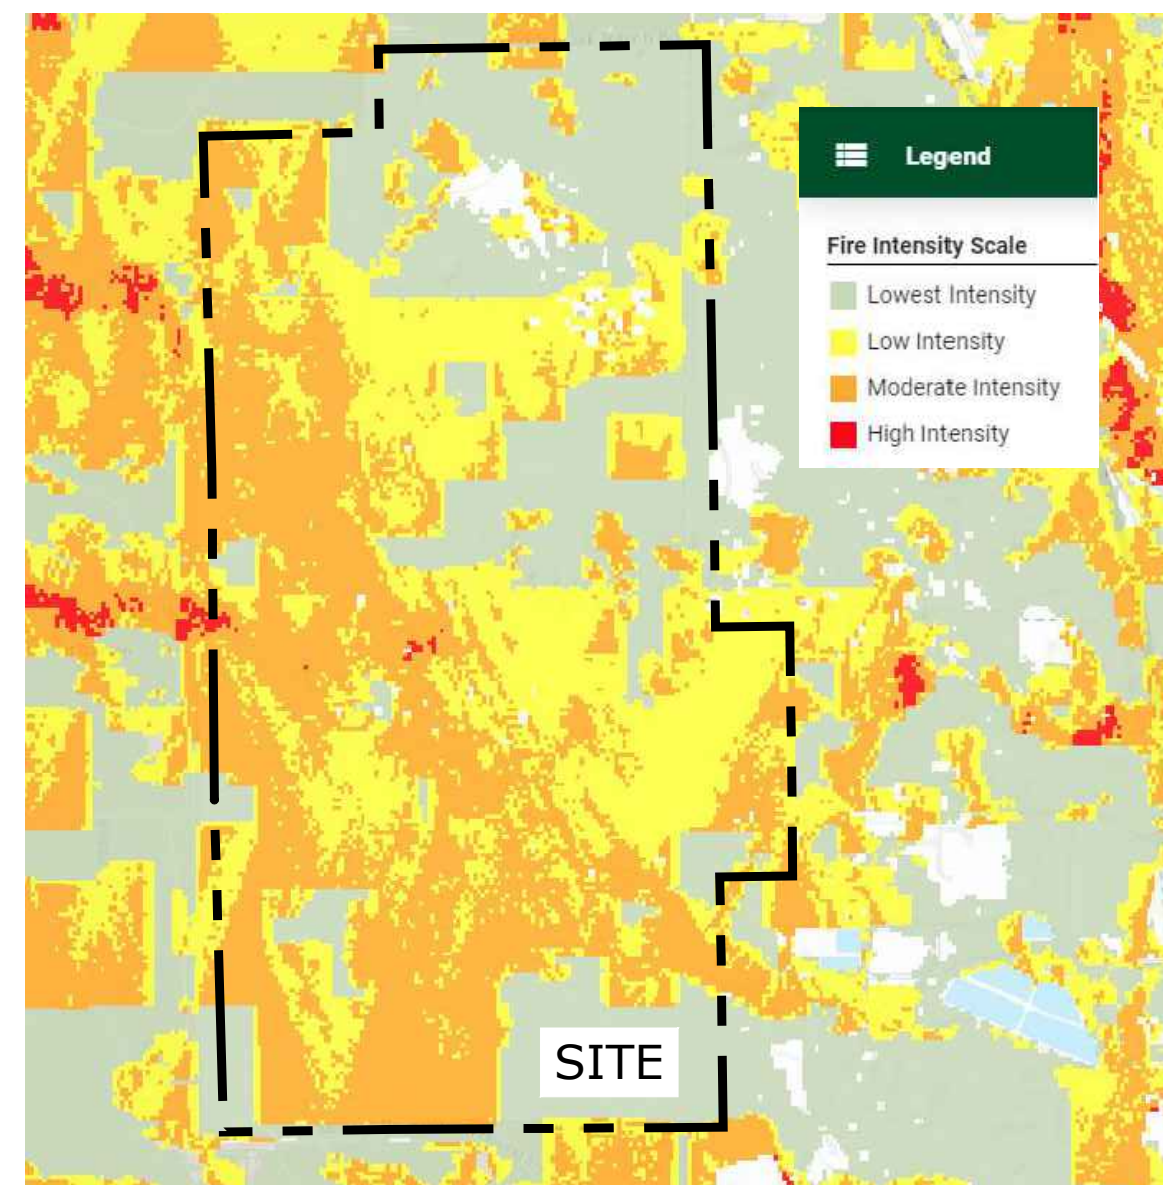 Legend
Fire Intensity Scale
Lowest Intensity
Low Intensity
Moderate Intensity
High Intensity
SITE